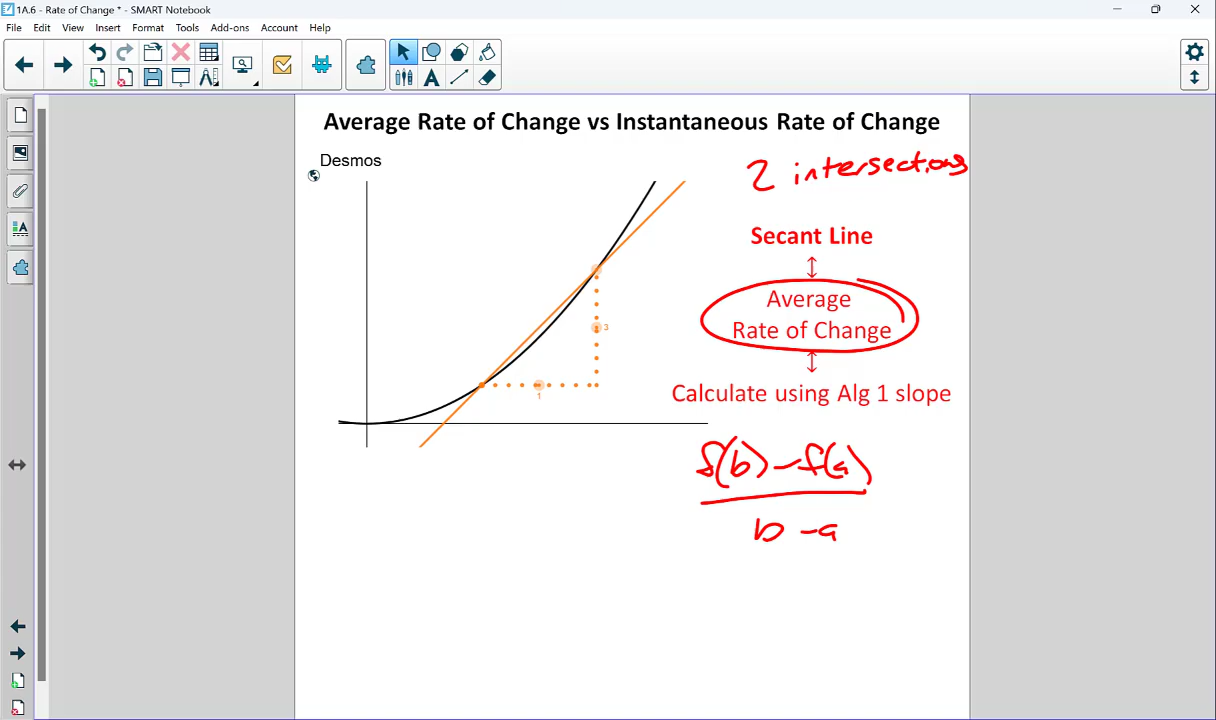 1A.6 - Rate of Change * - SMART Notebook
File Edit View Insert Format Tools Add-ons Account Help
Average Rate of Change vs Instantaneous Rate of Change
Desmos
2 intersections
Secant Line
↕
Average
Rate of Change
↕
Calculate using Alg 1 slope
3
1
f(b) - f(a)
b - a